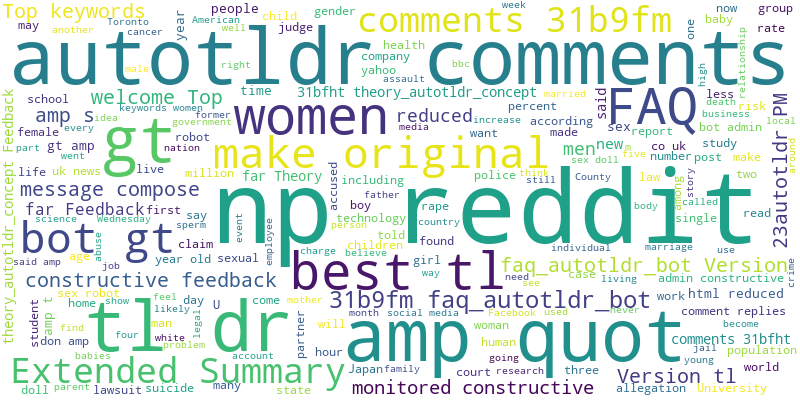 Top keywords
may
Toronto
cancer
another
American
well
year
people
child
right
gender
judge
comments 31b9fm
week
now
group
one
baby
rate
autotldr comments
relationship
high
health
company
yahoo
assault
bbc
male
married
death
business
local
school
amp S
welcome Top
keywords women
time
31bht theory_autotldr_concept
percent
less
risk
said
FAQ
female
idea
every
former
government
women
reduced
media
want
increase
according
made
sex
report
bot admin
part
went
gt amp
robot
nation
gt
make original
men
new
m
five
number
co uk
post
study
make
life
uk news
live
million
far Theory
accused
including
father
boy
police
think
still
sex doll
County
law
among
story
two
around
23autotldr PM
message compose
far Feedback
first
science
Wednesday
say
sperm
event
employee
technology
np reddit
rape
country
body
called
single
read
bot gt
abuse
claim
age
year old
sexual
person
told
children
found
believe
charge
girl
way
individual
marriage
use
said amp
job
constructive feedback
best tl
need
see
case
living
faq_autotldr_bot Version
admin constructive
crime
theory_autotldr_concept Feedback
sex robot
home
show
feel
day
U
come
mother
month
social media
Facebook
used
never
31b9fm faq_autotldr_bot
work
html reduced
comment replies
become
student
amp t
find
tl dr
likely
man
legal
partner
will
hour
woman
human
going
research
three
amp quot
jail
young
comments 31bfht
population
world
don amp
four
white
problem
babies
account
Japan
family
court
Extended Summary
Version tl
doll
parent
lawsuit
suicide
many
state
monitored constructive
allegation
University